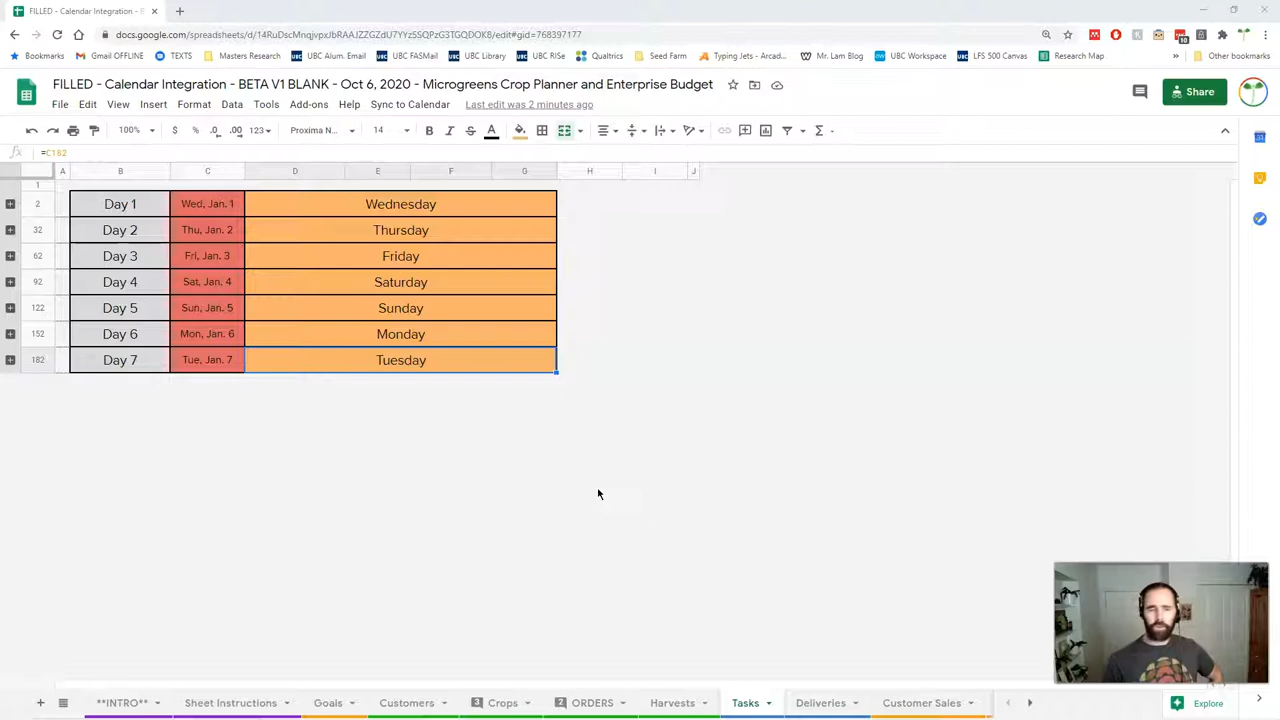 FILLED - Calendar Integration - B
docs.google.com/spreadsheets/d/14RuDscMnqjvpxJbRAAJZZGZdU7YYz5SQPzG3TGQDOK8/edit#gid=768397177
Bookmarks Gmail OFFLINE TEXTS Masters Research UBC Alum. Email UBC FASMail UBC Library UBC RISe Qualtrics Seed Farm Typing Jets - Arcad... Mr. Lam Blog UBC Workspace LFS 500 Canvas Research Map Other bookmarks
FILLED - Calendar Integration - BETA V1 BLANK - Oct 6, 2020 - Microgreens Crop Planner and Enterprise Budget
Share
File Edit View Insert Format Data Tools Add-ons Help Sync to Calendar Last edit was 2 minutes ago
100% $ % .0 .00 123 Proxima N... 14 B I S A
fx =C182
A B C D E F G H I J
1
2 Day 1 Wed, Jan. 1 Wednesday
32 Day 2 Thu, Jan. 2 Thursday
62 Day 3 Fri, Jan. 3 Friday
92 Day 4 Sat, Jan. 4 Saturday
122 Day 5 Sun, Jan. 5 Sunday
152 Day 6 Mon, Jan. 6 Monday
182 Day 7 Tue, Jan. 7 Tuesday
**INTRO** Sheet Instructions Goals Customers 4 Crops 2 ORDERS Harvests Tasks Deliveries Customer Sales Explore